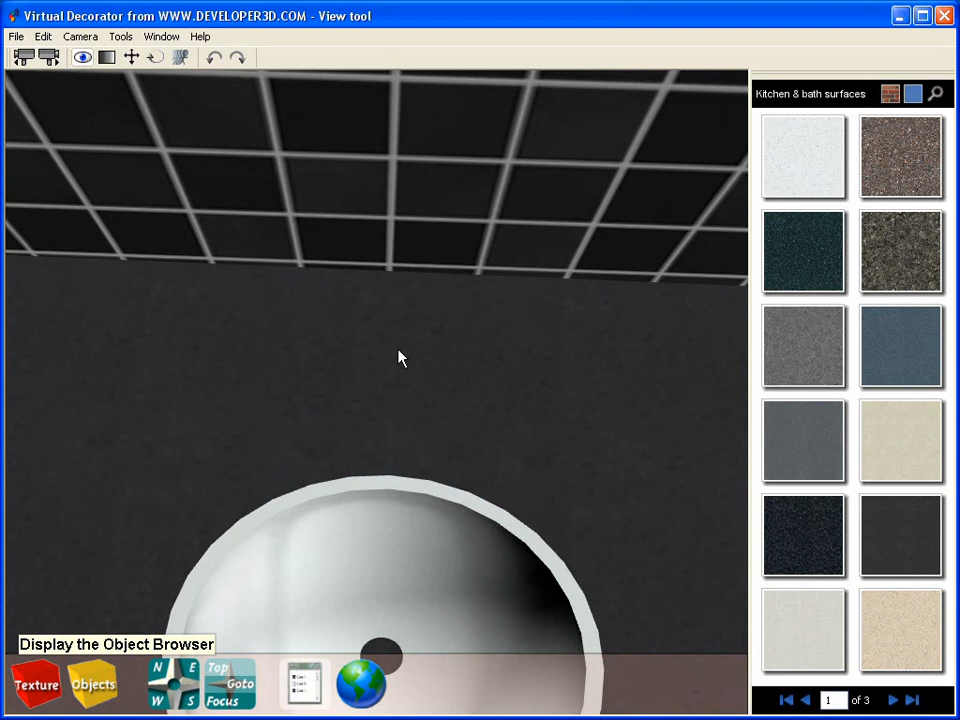 Virtual Decorator from WWW.DEVELOPER3D.COM - View tool
File Edit Camera Tools Window Help
Kitchen & bath surfaces
Display the Object Browser
Texture
Objects
N E
W S
Top
Goto
Focus
1 of 3